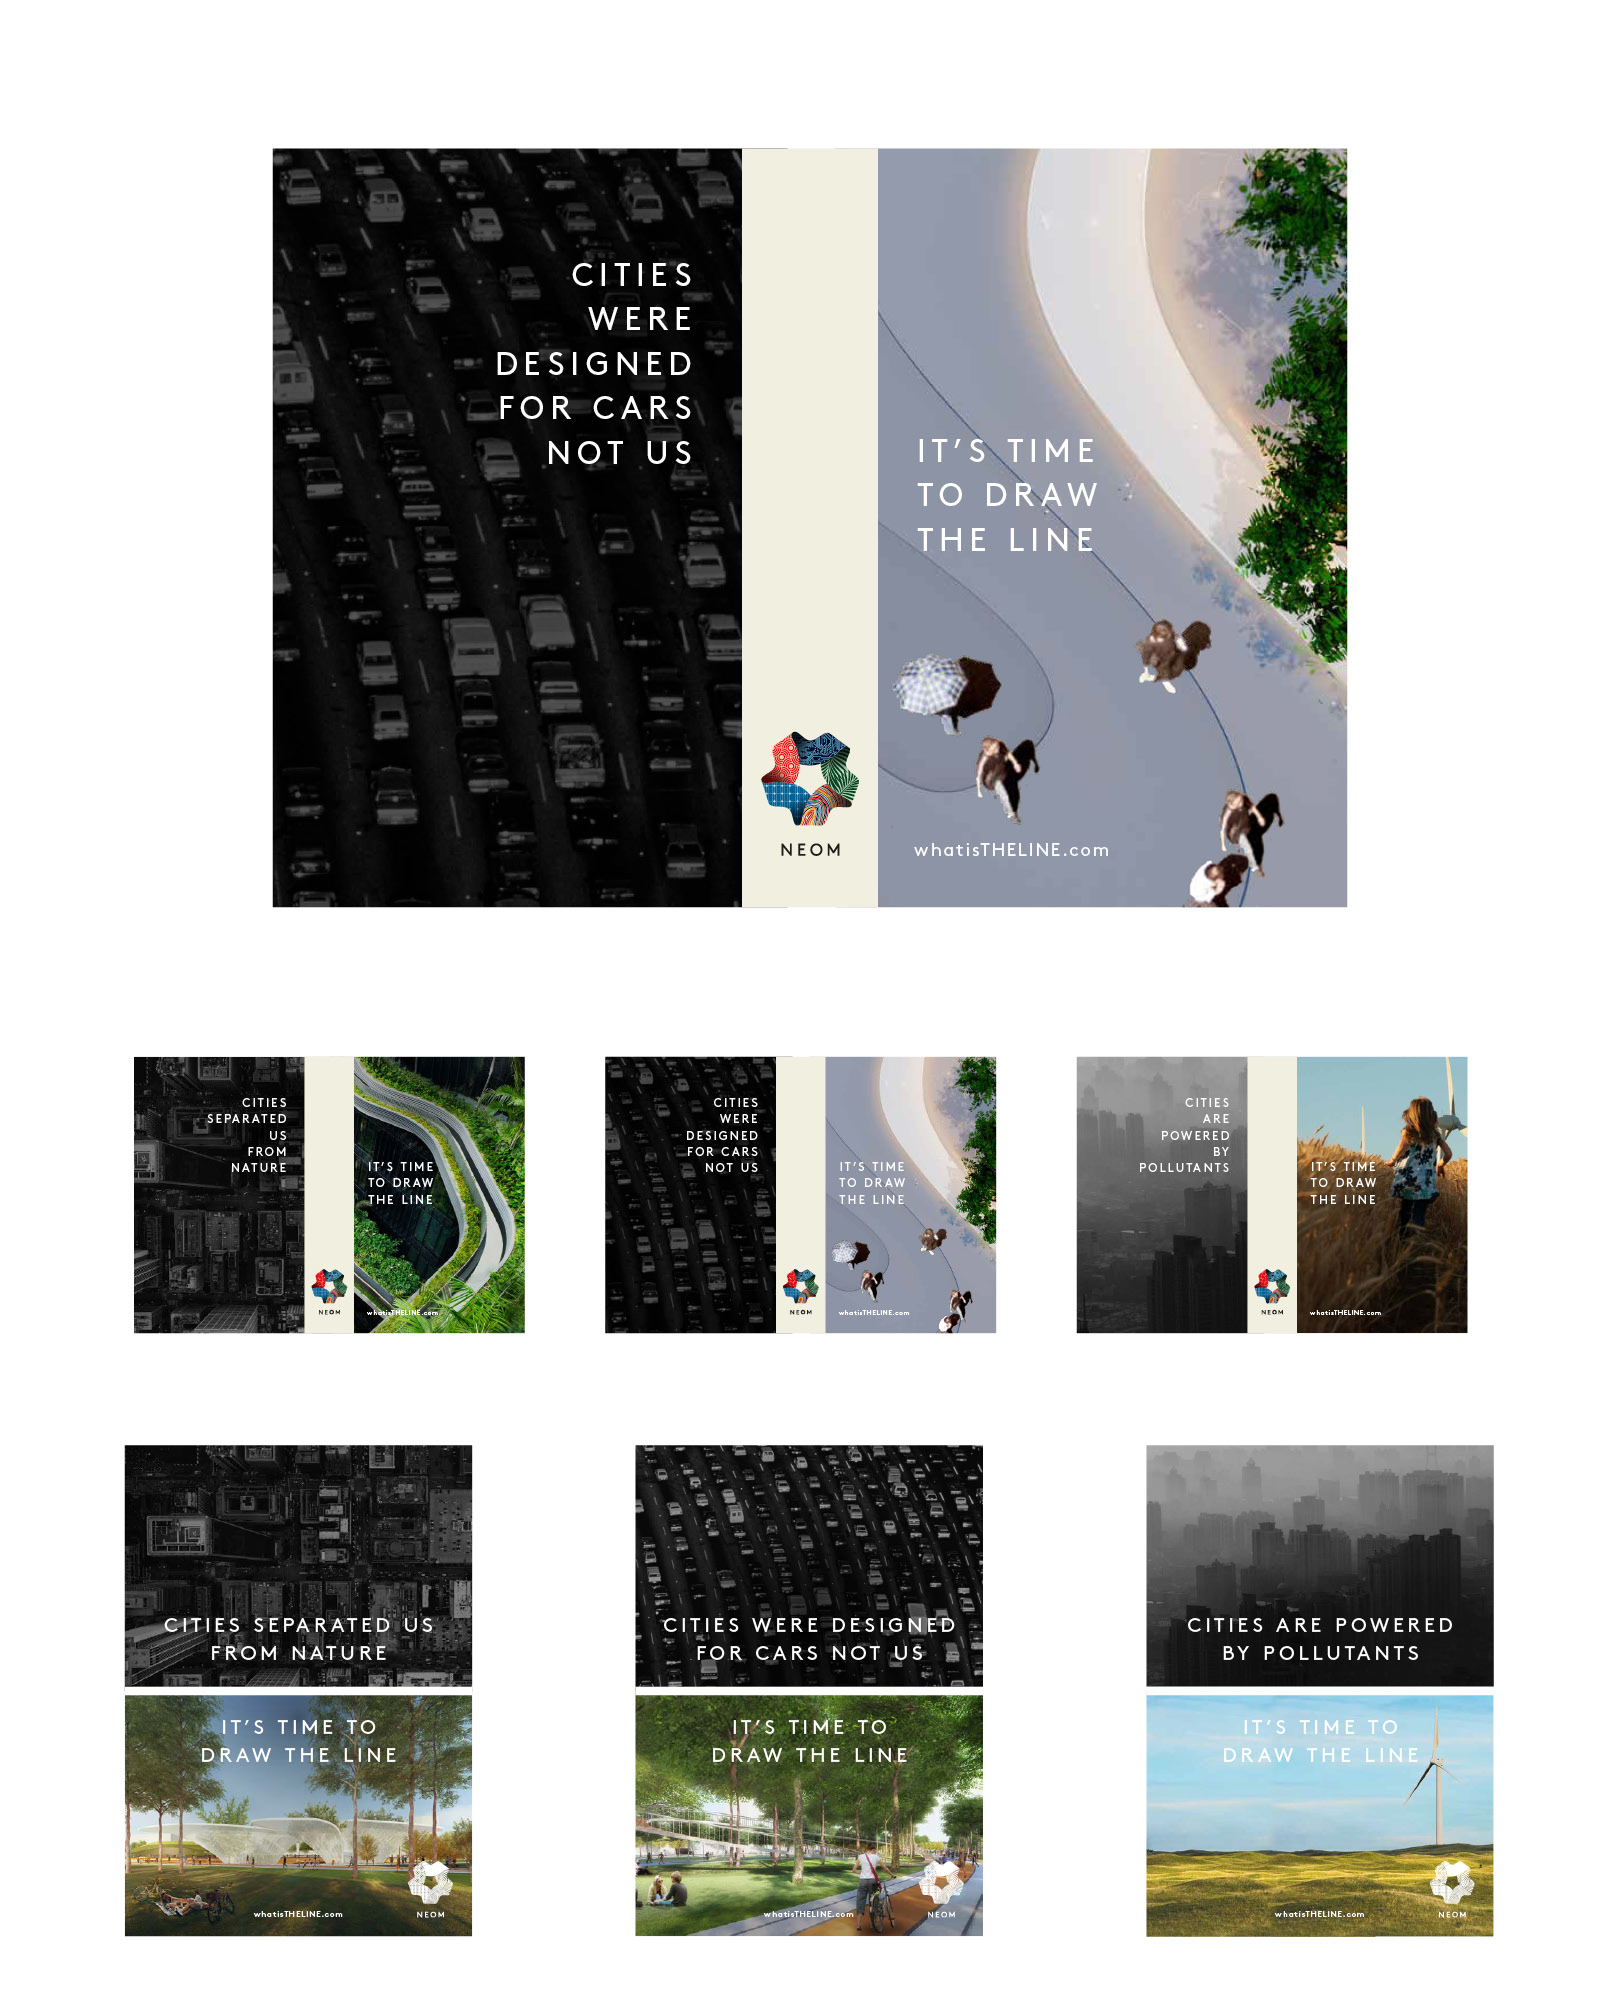 CITIES
WERE
DESIGNED
FOR CARS
NOT US
IT'S TIME
TO DRAW
THE LINE
NEOM
whatisTHELINE.com
CITIES
SEPARATED
US
FROM
NATURE
IT'S TIME
TO DRAW
THE LINE
NEOM
whatisTHELINE.com
CITIES
WERE
DESIGNED
FOR CARS
NOT US
IT'S TIME
TO DRAW
THE LINE
NEOM
whatisTHELINE.com
CITIES
ARE
POWERED
BY
POLLUTANTS
IT'S TIME
TO DRAW
THE LINE
NEOM
whatisTHELINE.com
CITIES SEPARATED US
FROM NATURE
IT'S TIME TO
DRAW THE LINE
whatisTHELINE.com
NEOM
CITIES WERE DESIGNED
FOR CARS NOT US
IT'S TIME TO
DRAW THE LINE
whatisTHELINE.com
NEOM
CITIES ARE POWERED
BY POLLUTANTS
IT'S TIME TO
DRAW THE LINE
whatisTHELINE.com
NEOM